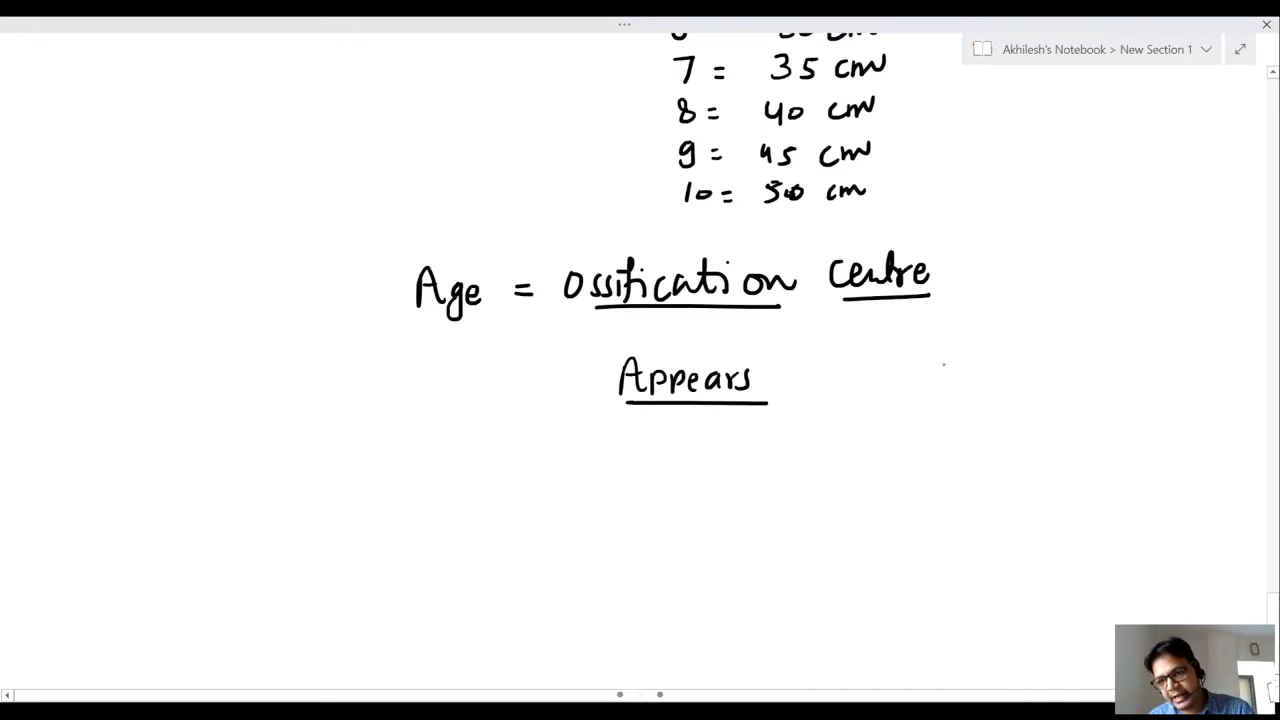 Akhilesh's Notebook > New Section 1
7 = 35 cm
8 = 40 cm
9 = 45 cm
10 = 50 cm
Age = Ossification Centre
Appears